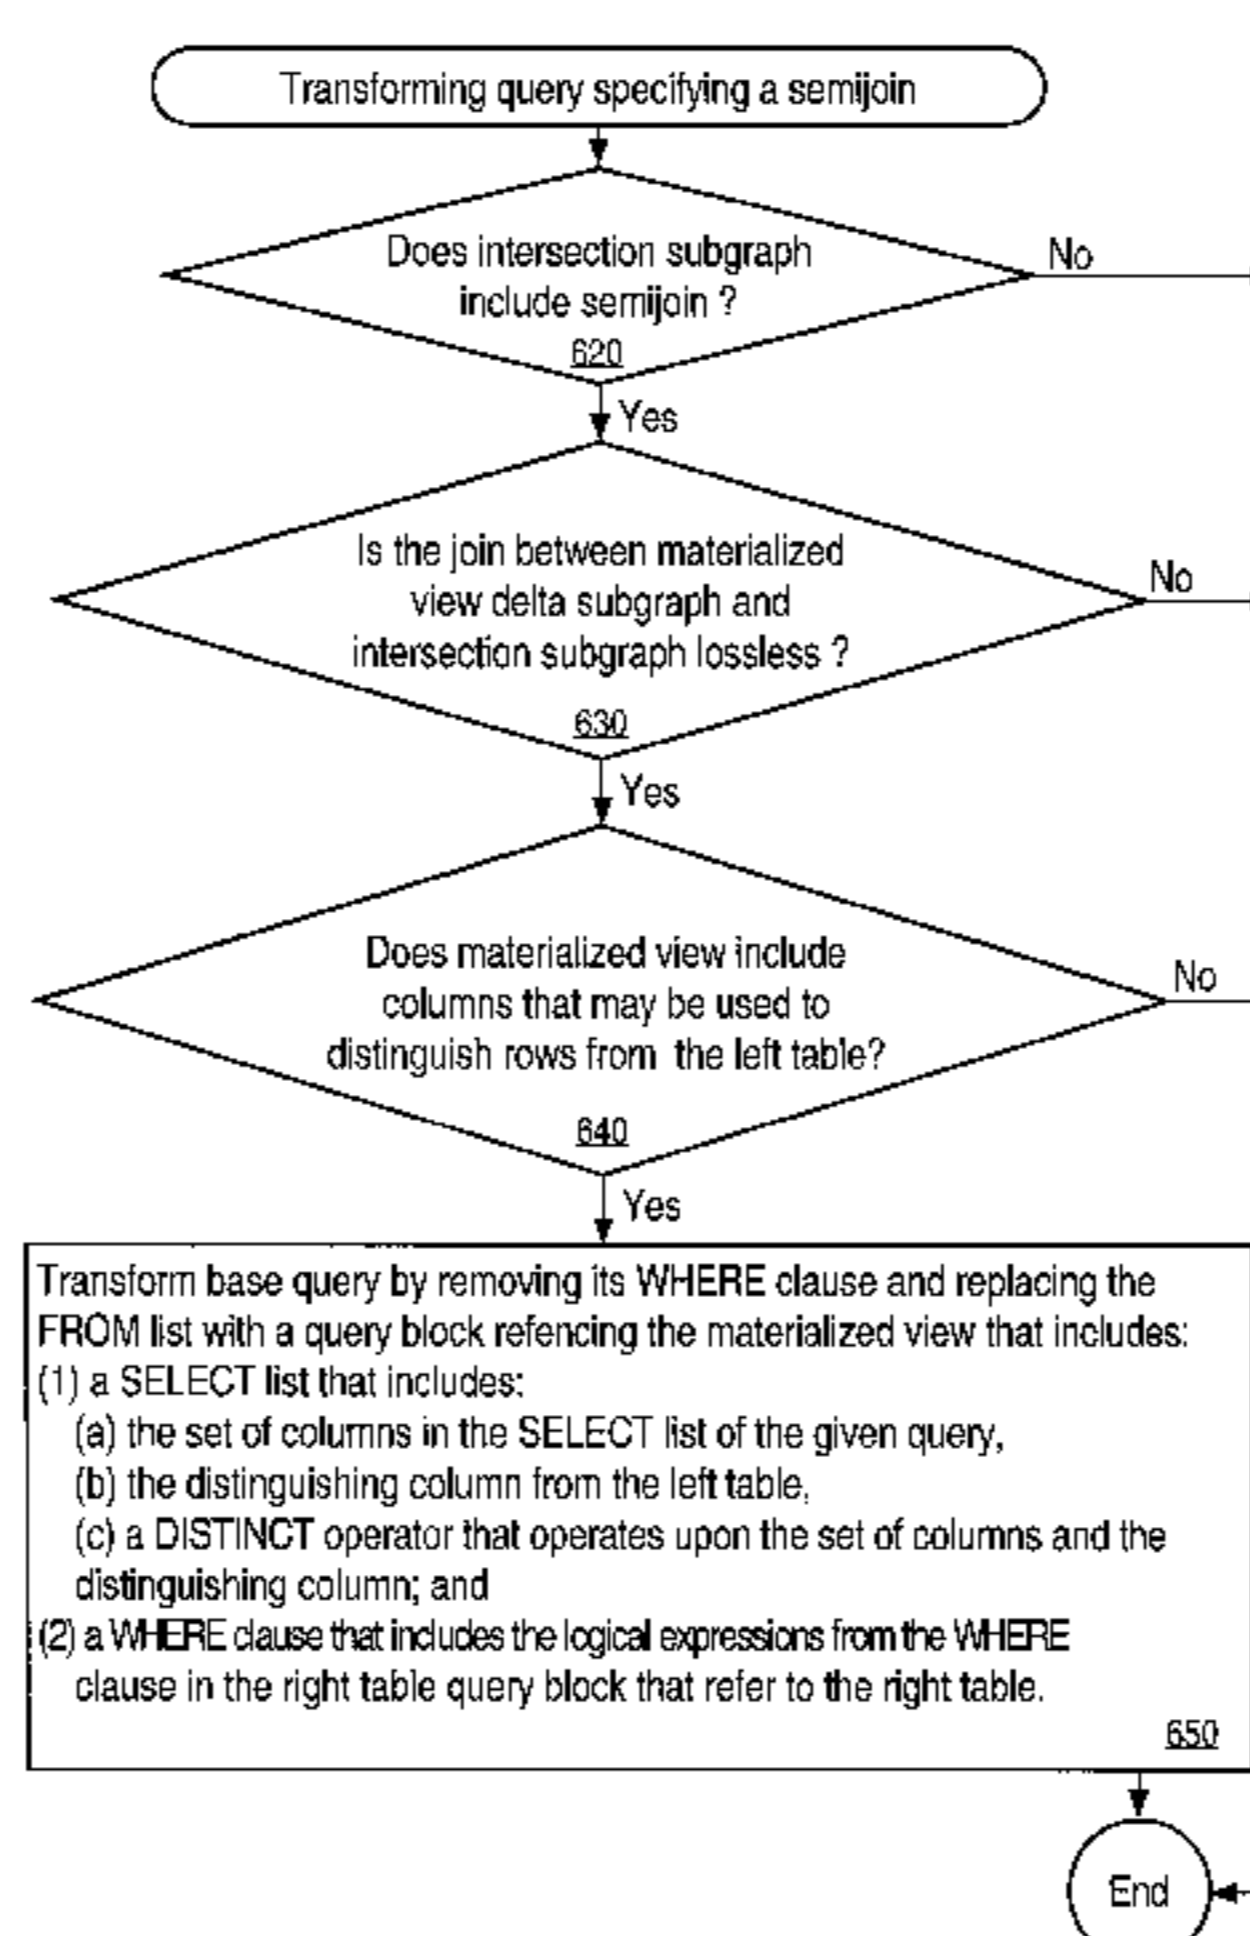 Transforming query specifying a semijoin
Does intersection subgraph
No
include semijoin ?
620
Yes
Is the join between materialized
No
view delta subgraph and
intersection subgraph lossless ?
630
Yes
Does materialized view include
No
columns that may be used to
distinguish rows from the left table?
640
Yes
Transform base query by removing its WHERE clause and replacing the
FROM list with a query block refencing the materialized view that includes:
(1) a SELECT list that includes:
(a) the set of columns in the SELECT list of the given query,
(b) the distinguishing column from the left table,
(c) a DISTINCT operator that operates upon the set of columns and the
distinguishing column; and
(2) a WHERE clause that includes the logical expressions from the WHERE
clause in the right table query block that refer to the right table.
650
End